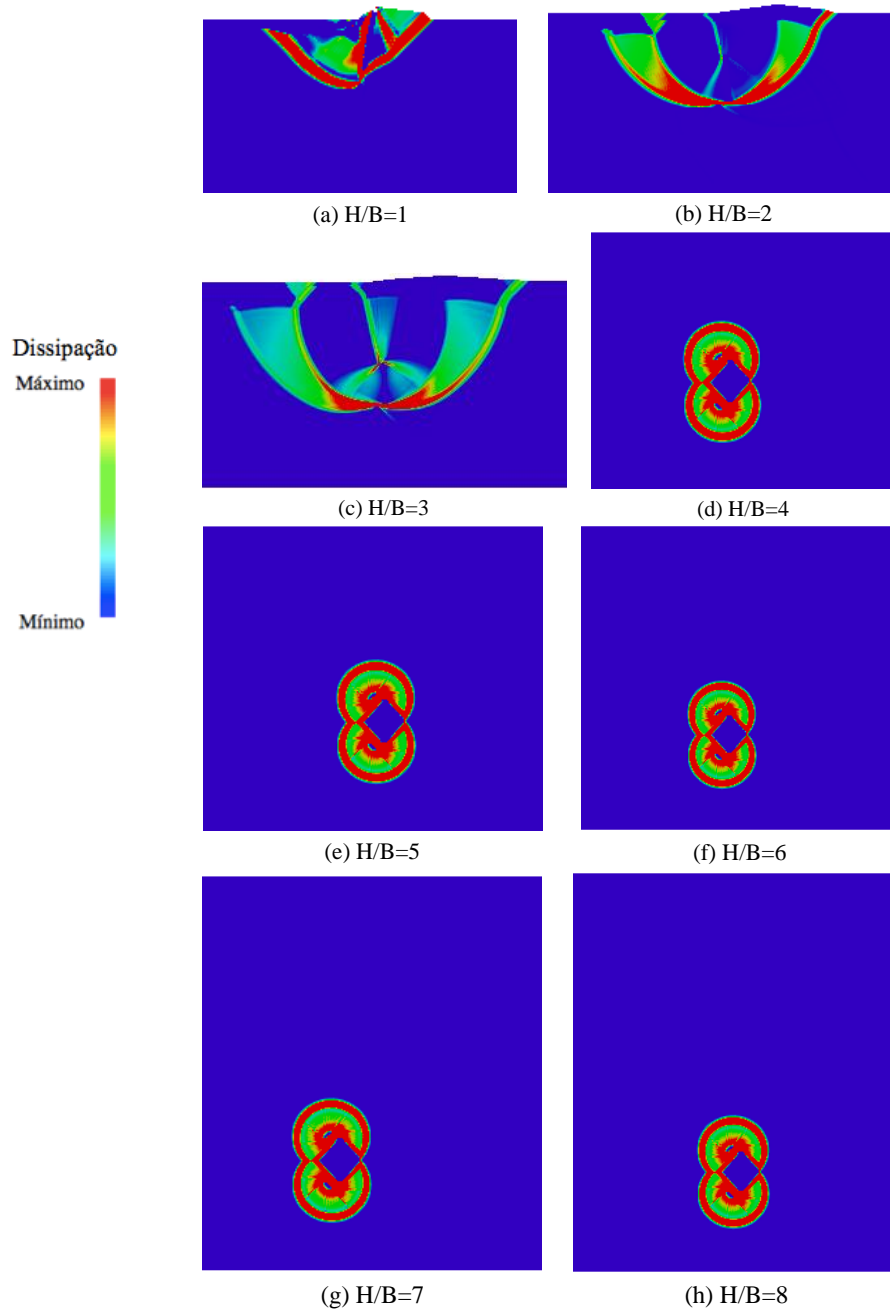 (a) H/B=1
(b) H/B=2
Dissipação
Máximo
Mínimo
(c) H/B=3
(d) H/B=4
(e) H/B=5
(f) H/B=6
(g) H/B=7
(h) H/B=8